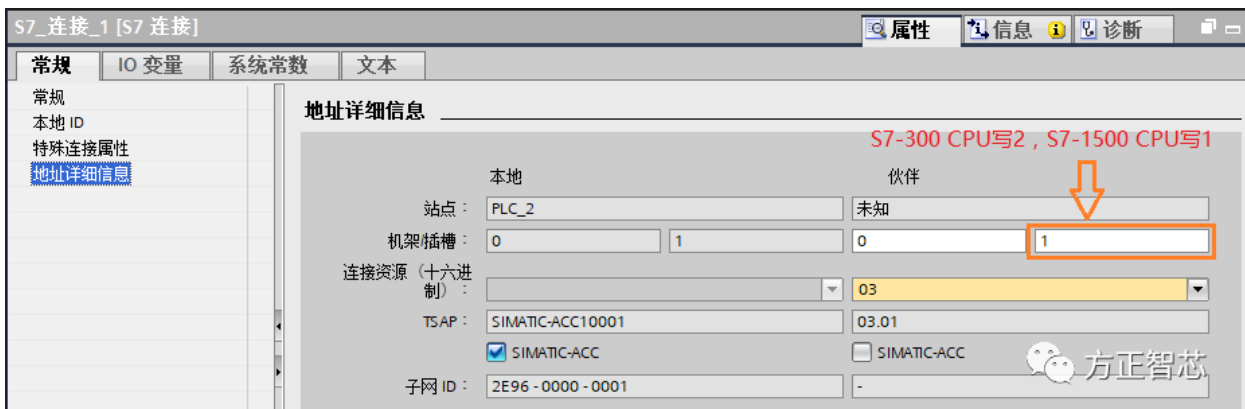 S7_连接_1 [S7 连接]
属性
信息
诊断
常规
IO 变量
系统常数
文本
常规
本地 ID
特殊连接属性
地址详细信息
地址详细信息
S7-300 CPU写2，S7-1500 CPU写1
本地
伙伴
站点：
PLC_2
未知
机架/插槽：
0
1
0
1
连接资源（十六进
制）：
03
TSAP：
SIMATIC-ACC10001
03.01
SIMATIC-ACC
SIMATIC-ACC
子网 ID：
2E96 - 0000 - 0001
-
方正智芯